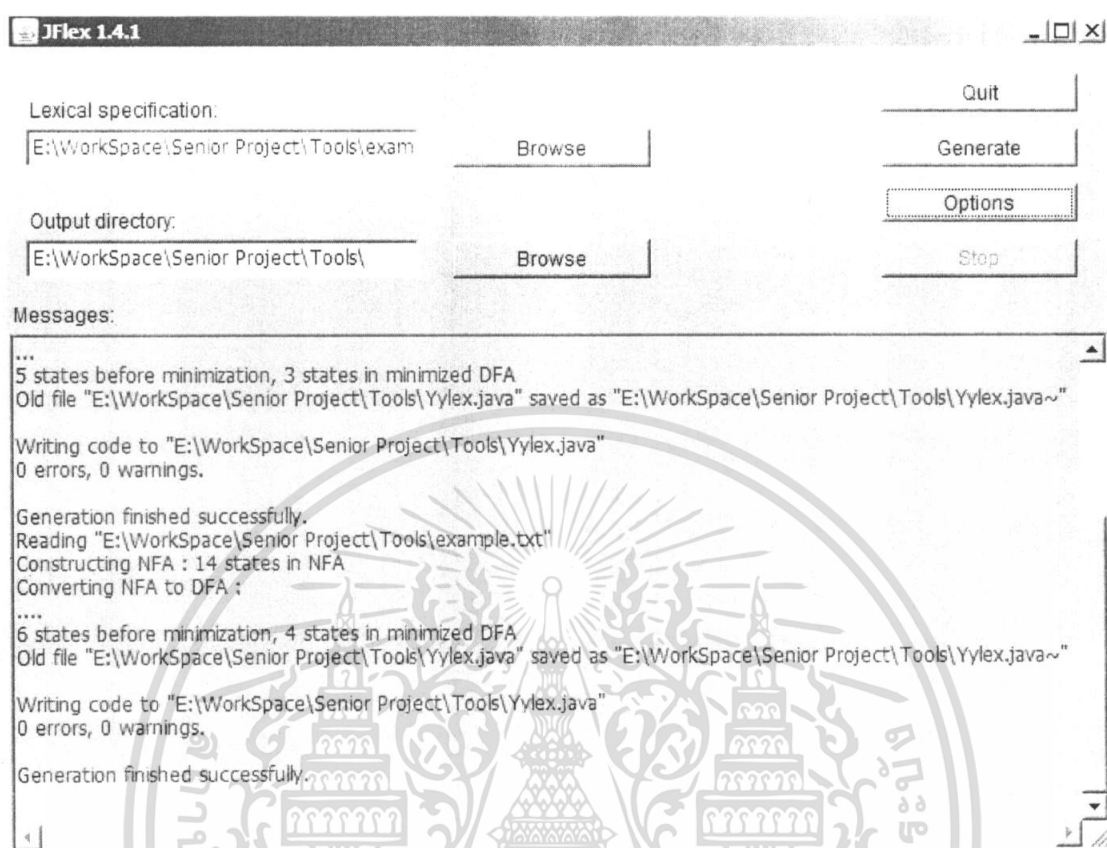 JFlex 1.4.1
Quit
Lexical specification:
E:\WorkSpace\Senior Project\Tools\exam
Browse
Generate
Options
Output directory:
E:\WorkSpace\Senior Project\Tools\
Browse
Stop
Messages:
...
5 states before minimization, 3 states in minimized DFA
Old file "E:\WorkSpace\Senior Project\Tools\Yylex.java" saved as "E:\WorkSpace\Senior Project\Tools\Yylex.java~"
Writing code to "E:\WorkSpace\Senior Project\Tools\Yylex.java"
0 errors, 0 warnings.
Generation finished successfully.
Reading "E:\WorkSpace\Senior Project\Tools\example.txt"
Constructing NFA : 14 states in NFA
Converting NFA to DFA :
....
6 states before minimization, 4 states in minimized DFA
Old file "E:\WorkSpace\Senior Project\Tools\Yylex.java" saved as "E:\WorkSpace\Senior Project\Tools\Yylex.java~"
Writing code to "E:\WorkSpace\Senior Project\Tools\Yylex.java"
0 errors, 0 warnings.
Generation finished successfully.